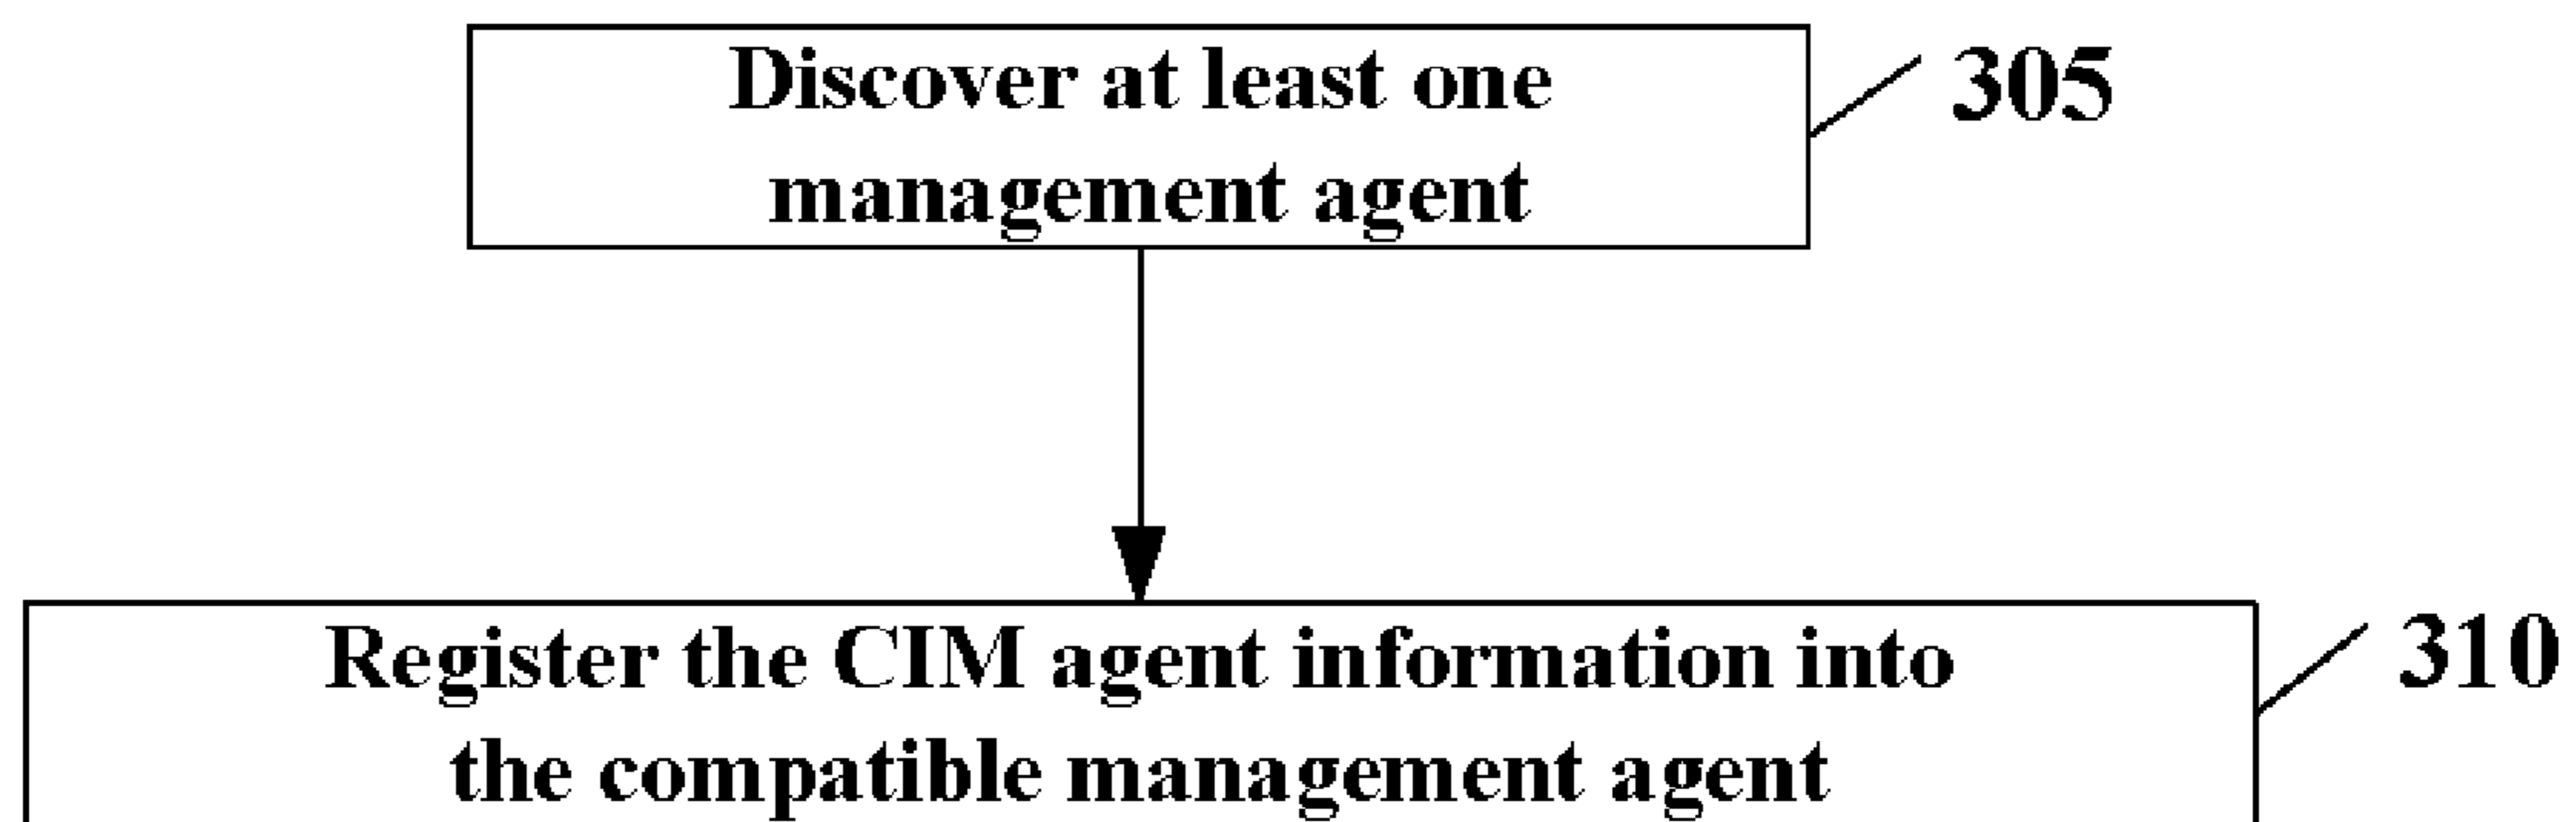 Discover at least one
management agent
305
Register the CIM agent information into
the compatible management agent
310